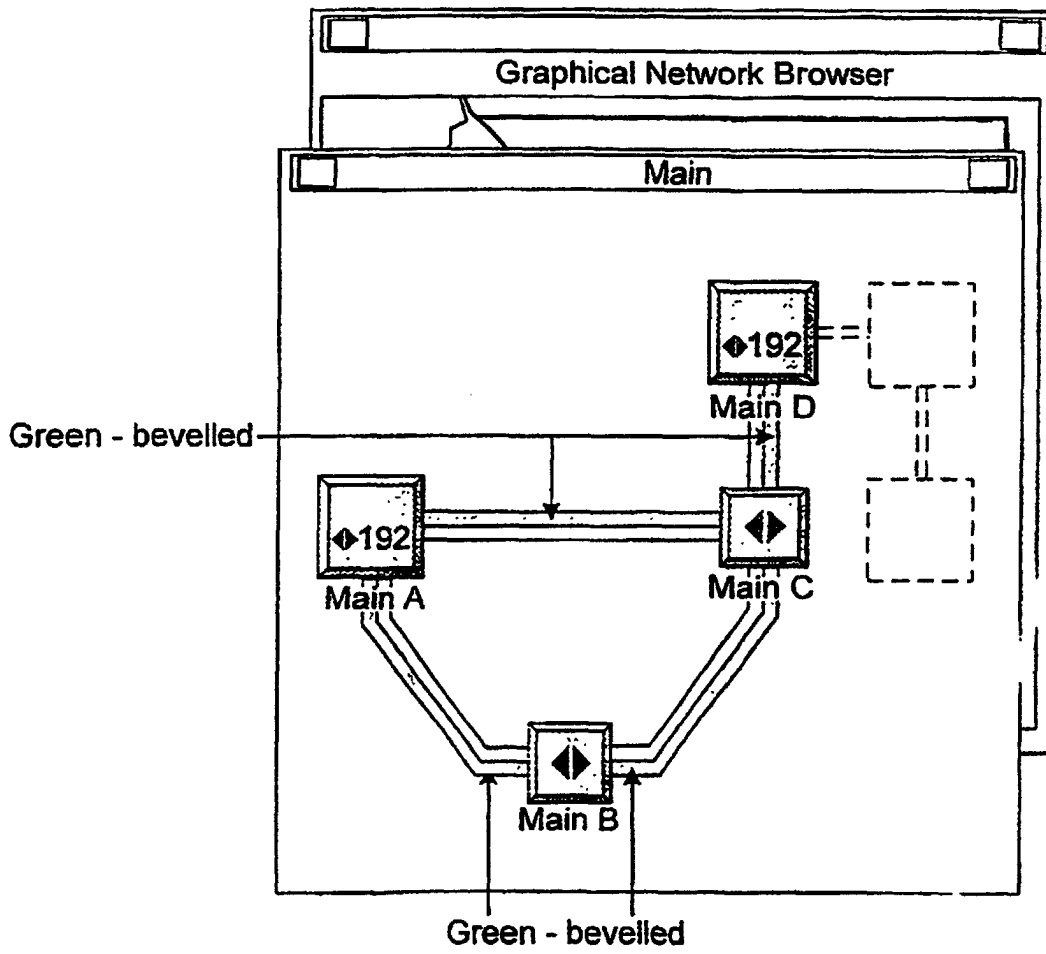 Graphical Network Browser
Main
192
Main D
Green - bevelled
192
Main A
Main C
Main B
Green - bevelled